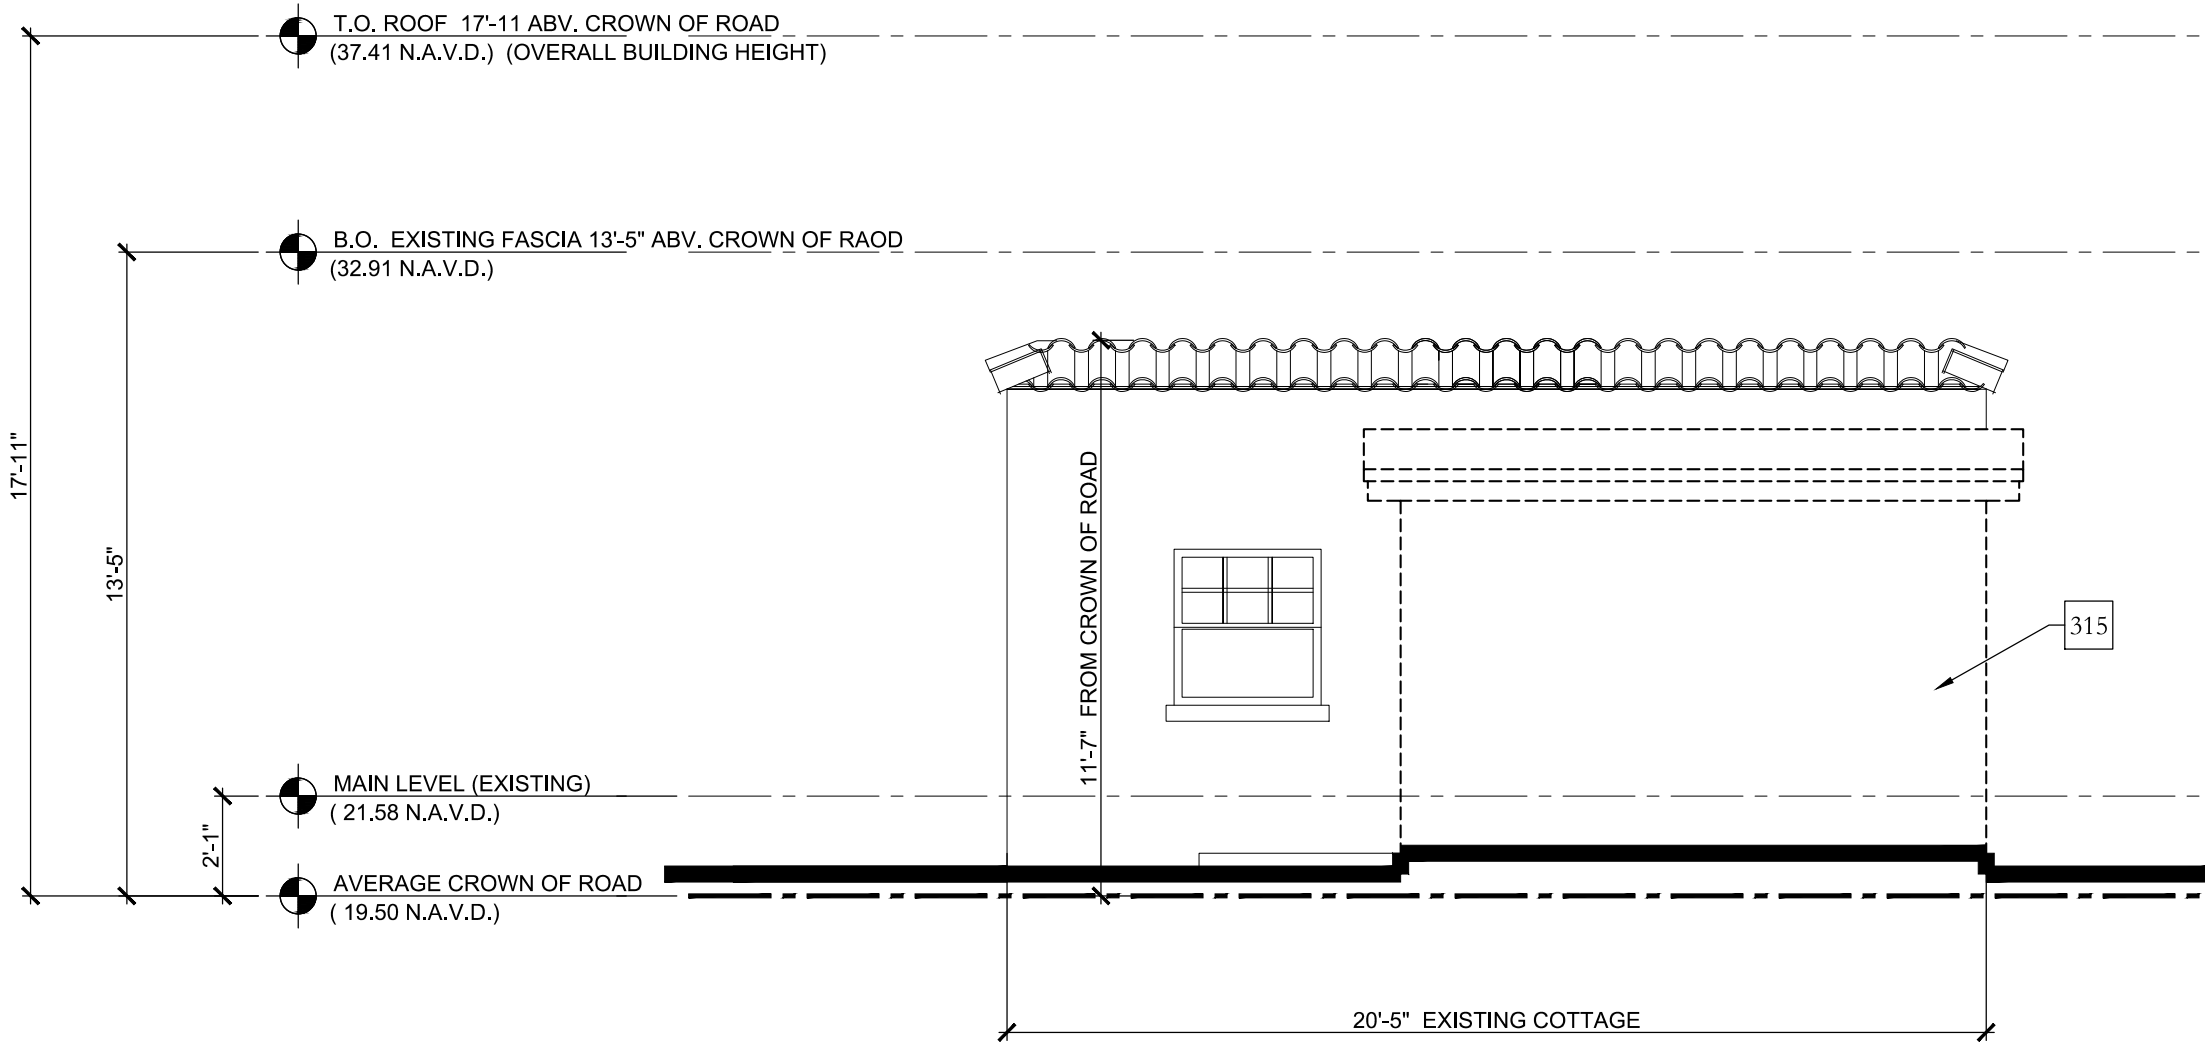 T.O. ROOF 17'-11 ABV. CROWN OF ROAD
(37.41 N.A.V.D.) (OVERALL BUILDING HEIGHT)
B.O. EXISTING FASCIA 13'-5" ABV. CROWN OF RAOD
(32.91 N.A.V.D.)
17'-11"
13'-5"
11'-7" FROM CROWN OF ROAD
315
MAIN LEVEL (EXISTING)
( 21.58 N.A.V.D.)
2'-1"
AVERAGE CROWN OF ROAD
( 19.50 N.A.V.D.)
20'-5" EXISTING COTTAGE